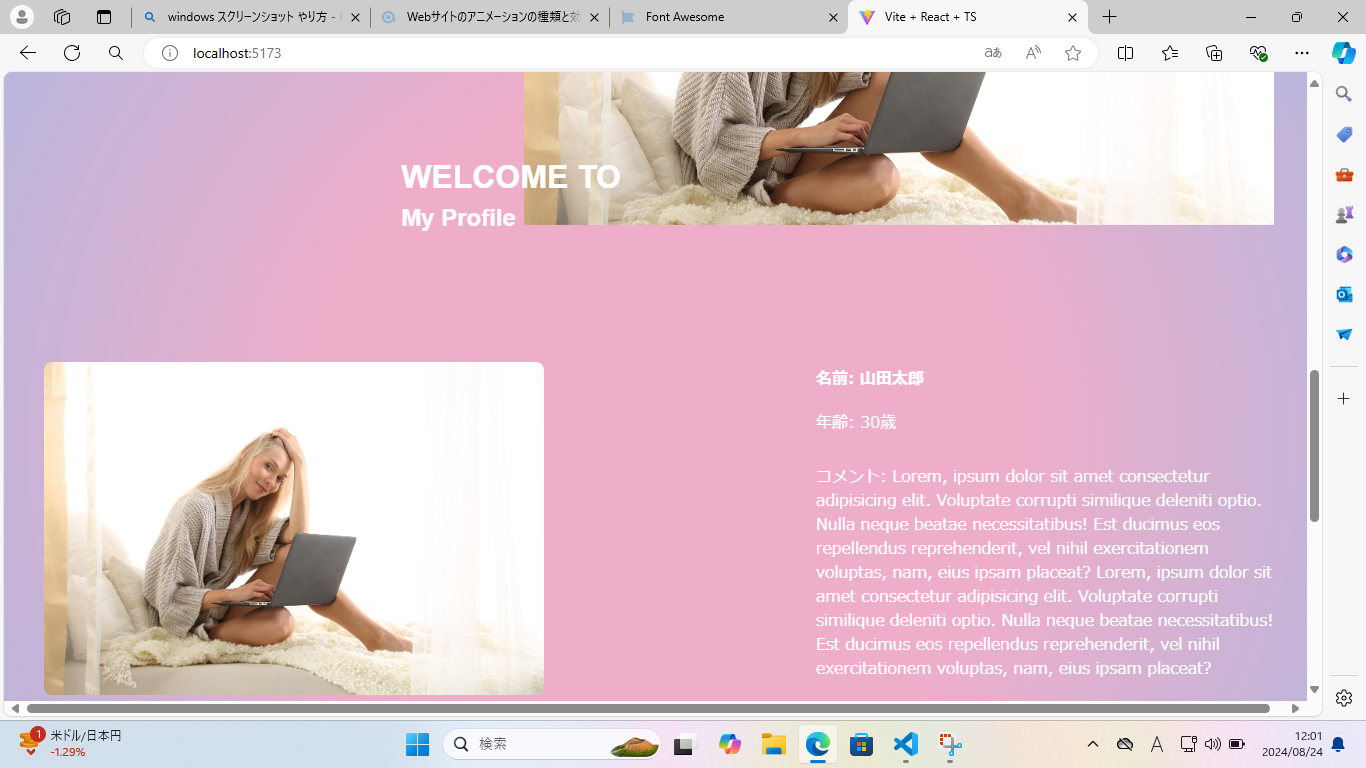 windows スクリーンショット やり方 -
Webサイトのアニメーションの種類と効
Font Awesome
Vite + React + TS
localhost:5173
WELCOME TO
My Profile
名前: 山田太郎
年齢: 30歳
コメント: Lorem, ipsum dolor sit amet consectetur
adipisicing elit. Voluptate corrupti similique deleniti optio.
Nulla neque beatae necessitatibus! Est ducimus eos
repellendus reprehenderit, vel nihil exercitationem
voluptas, nam, eius ipsam placeat? Lorem, ipsum dolor sit
amet consectetur adipisicing elit. Voluptate corrupti
similique deleniti optio. Nulla neque beatae necessitatibus!
Est ducimus eos repellendus reprehenderit, vel nihil
exercitationem voluptas, nam, eius ipsam placeat?
1
米ドル/日本円
-1.29%
検索
A
12:01
2024/08/24